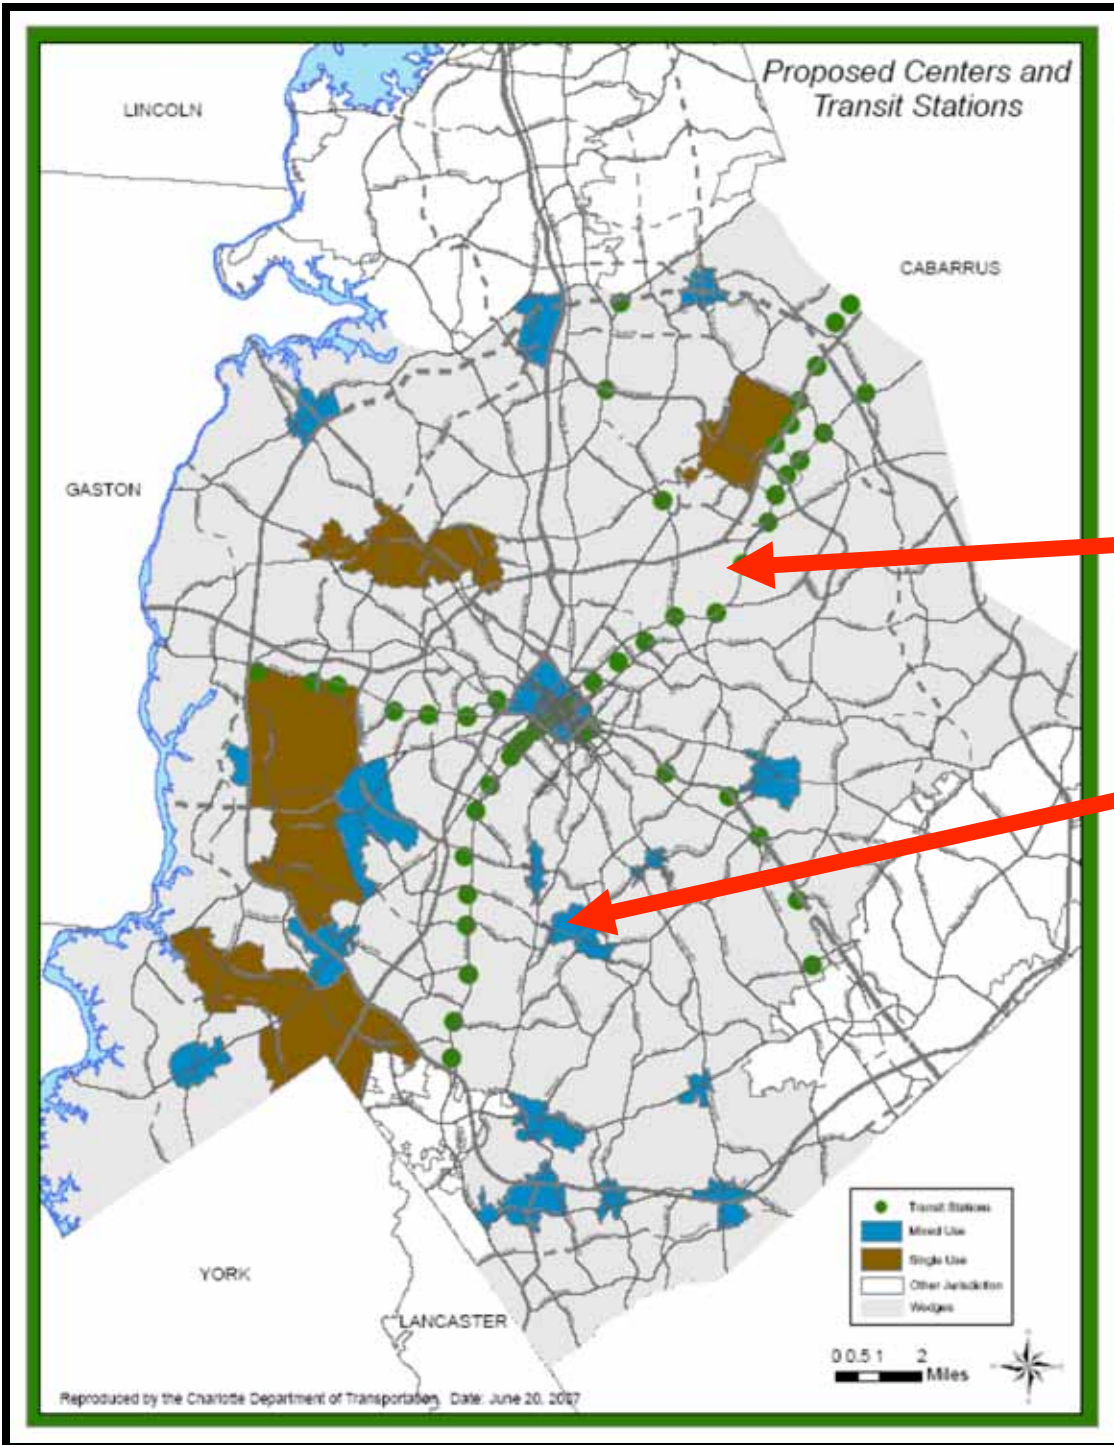 Proposed Centers and
Transit Stations
LINCOLN
CABARRUS
GASTON
YORK
LANCASTER
Transit Stations
Mixed Use
Single Use
Other Jurisdiction
Wedges
0 0.5 1 2
Miles
Reproduced by the Charlotte Department of Transportation. Date: June 20, 2007